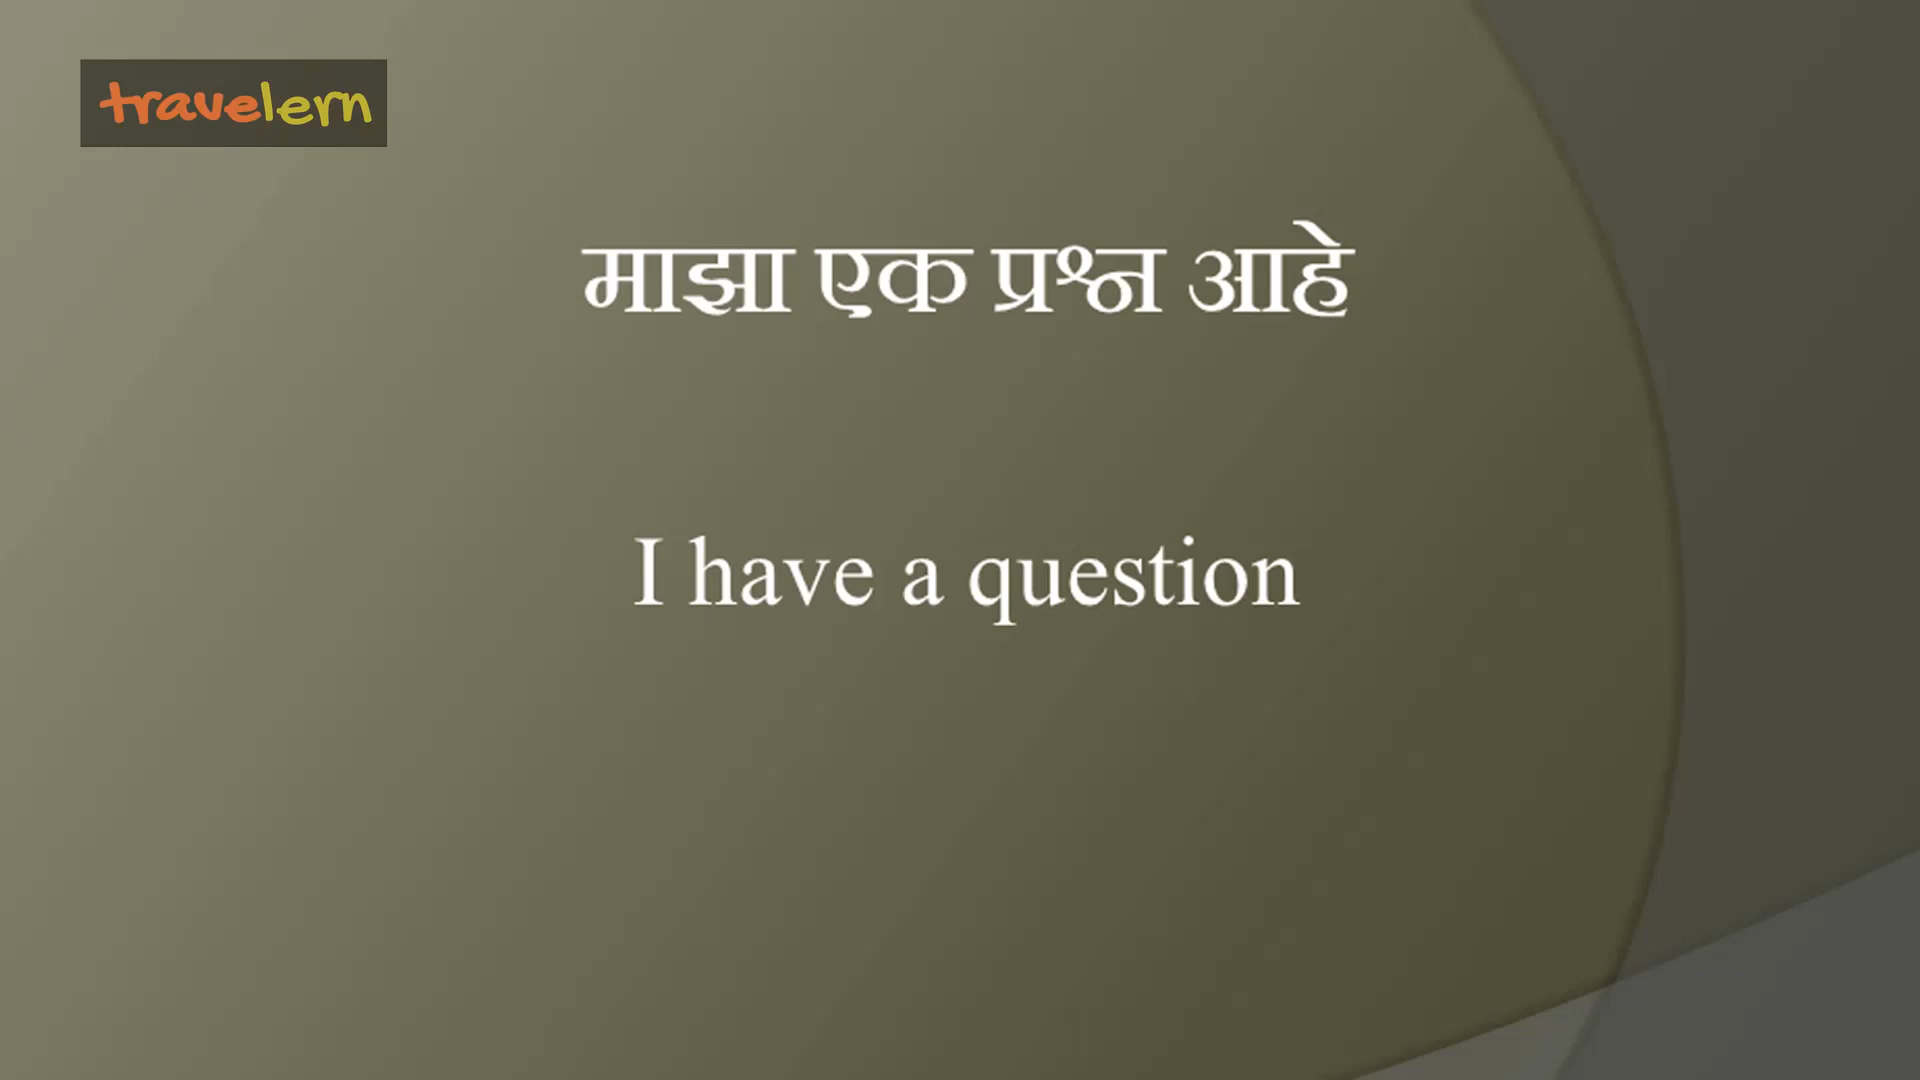 travelern
माझा एक प्रश्न आहे
I have a question